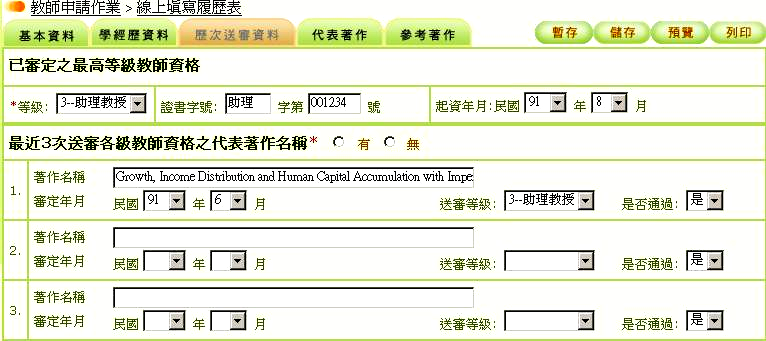 教師申請作業 > 線上填寫履歷表
基本資料 學經歷資料 歷次送審資料 代表著作 參考著作 暫存 儲存 預覽 列印
已審定之最高等級教師資格
*等級: 3--助理教授 證書字號: 助理 字第 001234 號 起資年月:民國 91 年 8 月
最近3次送審各級教師資格之代表著作名稱* 有 無
1. 著作名稱 Growth, Income Distribution and Human Capital Accumulation with Impe
審定年月 民國 91 年 6 月 送審等級: 3--助理教授 是否通過: 是
2. 著作名稱
審定年月 民國 年 月 送審等級: 是否通過: 是
3. 著作名稱
審定年月 民國 年 月 送審等級: 是否通過: 是